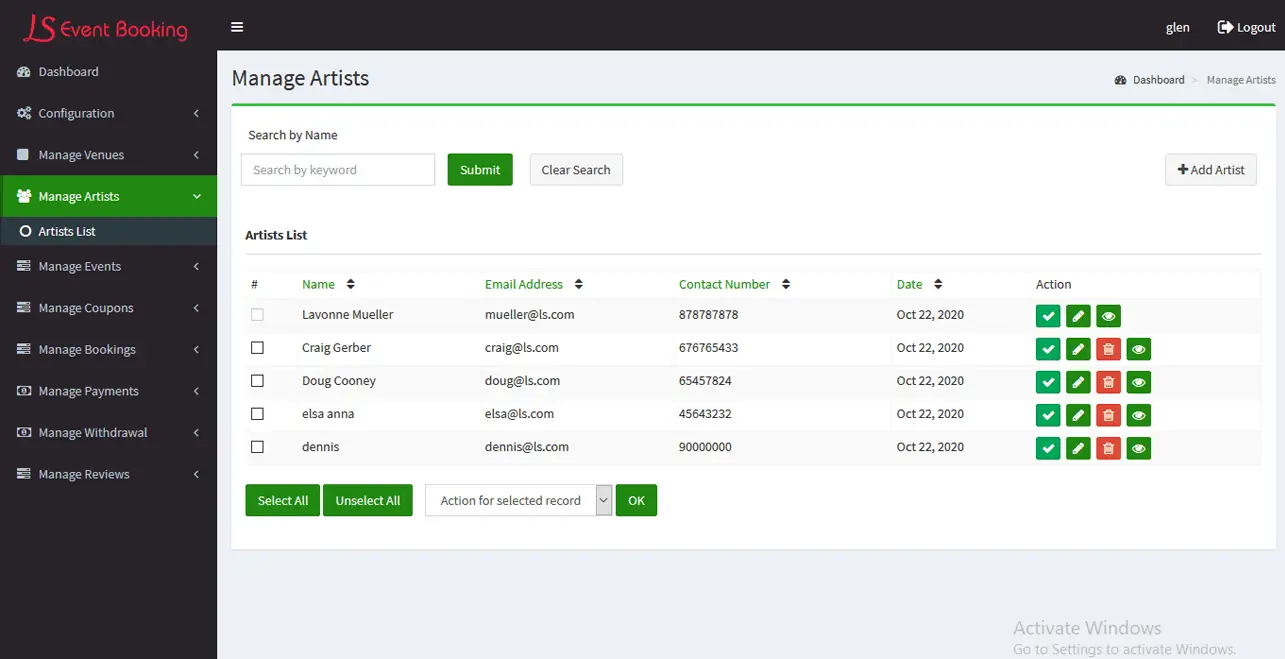 LS Event Booking
glen
Logout
Dashboard
Configuration
Manage Venues
Manage Artists
Artists List
Manage Events
Manage Coupons
Manage Bookings
Manage Payments
Manage Withdrawal
Manage Reviews
Manage Artists
Dashboard > Manage Artists
Search by Name
Search by keyword Submit Clear Search + Add Artist
Artists List
# Name Email Address Contact Number Date Action
Lavonne Mueller mueller@ls.com 878787878 Oct 22, 2020
Craig Gerber craig@ls.com 676765433 Oct 22, 2020
Doug Cooney doug@ls.com 65457824 Oct 22, 2020
elsa anna elsa@ls.com 45643232 Oct 22, 2020
dennis dennis@ls.com 90000000 Oct 22, 2020
Select All Unselect All Action for selected record OK
Activate Windows
Go to Settings to activate Windows.